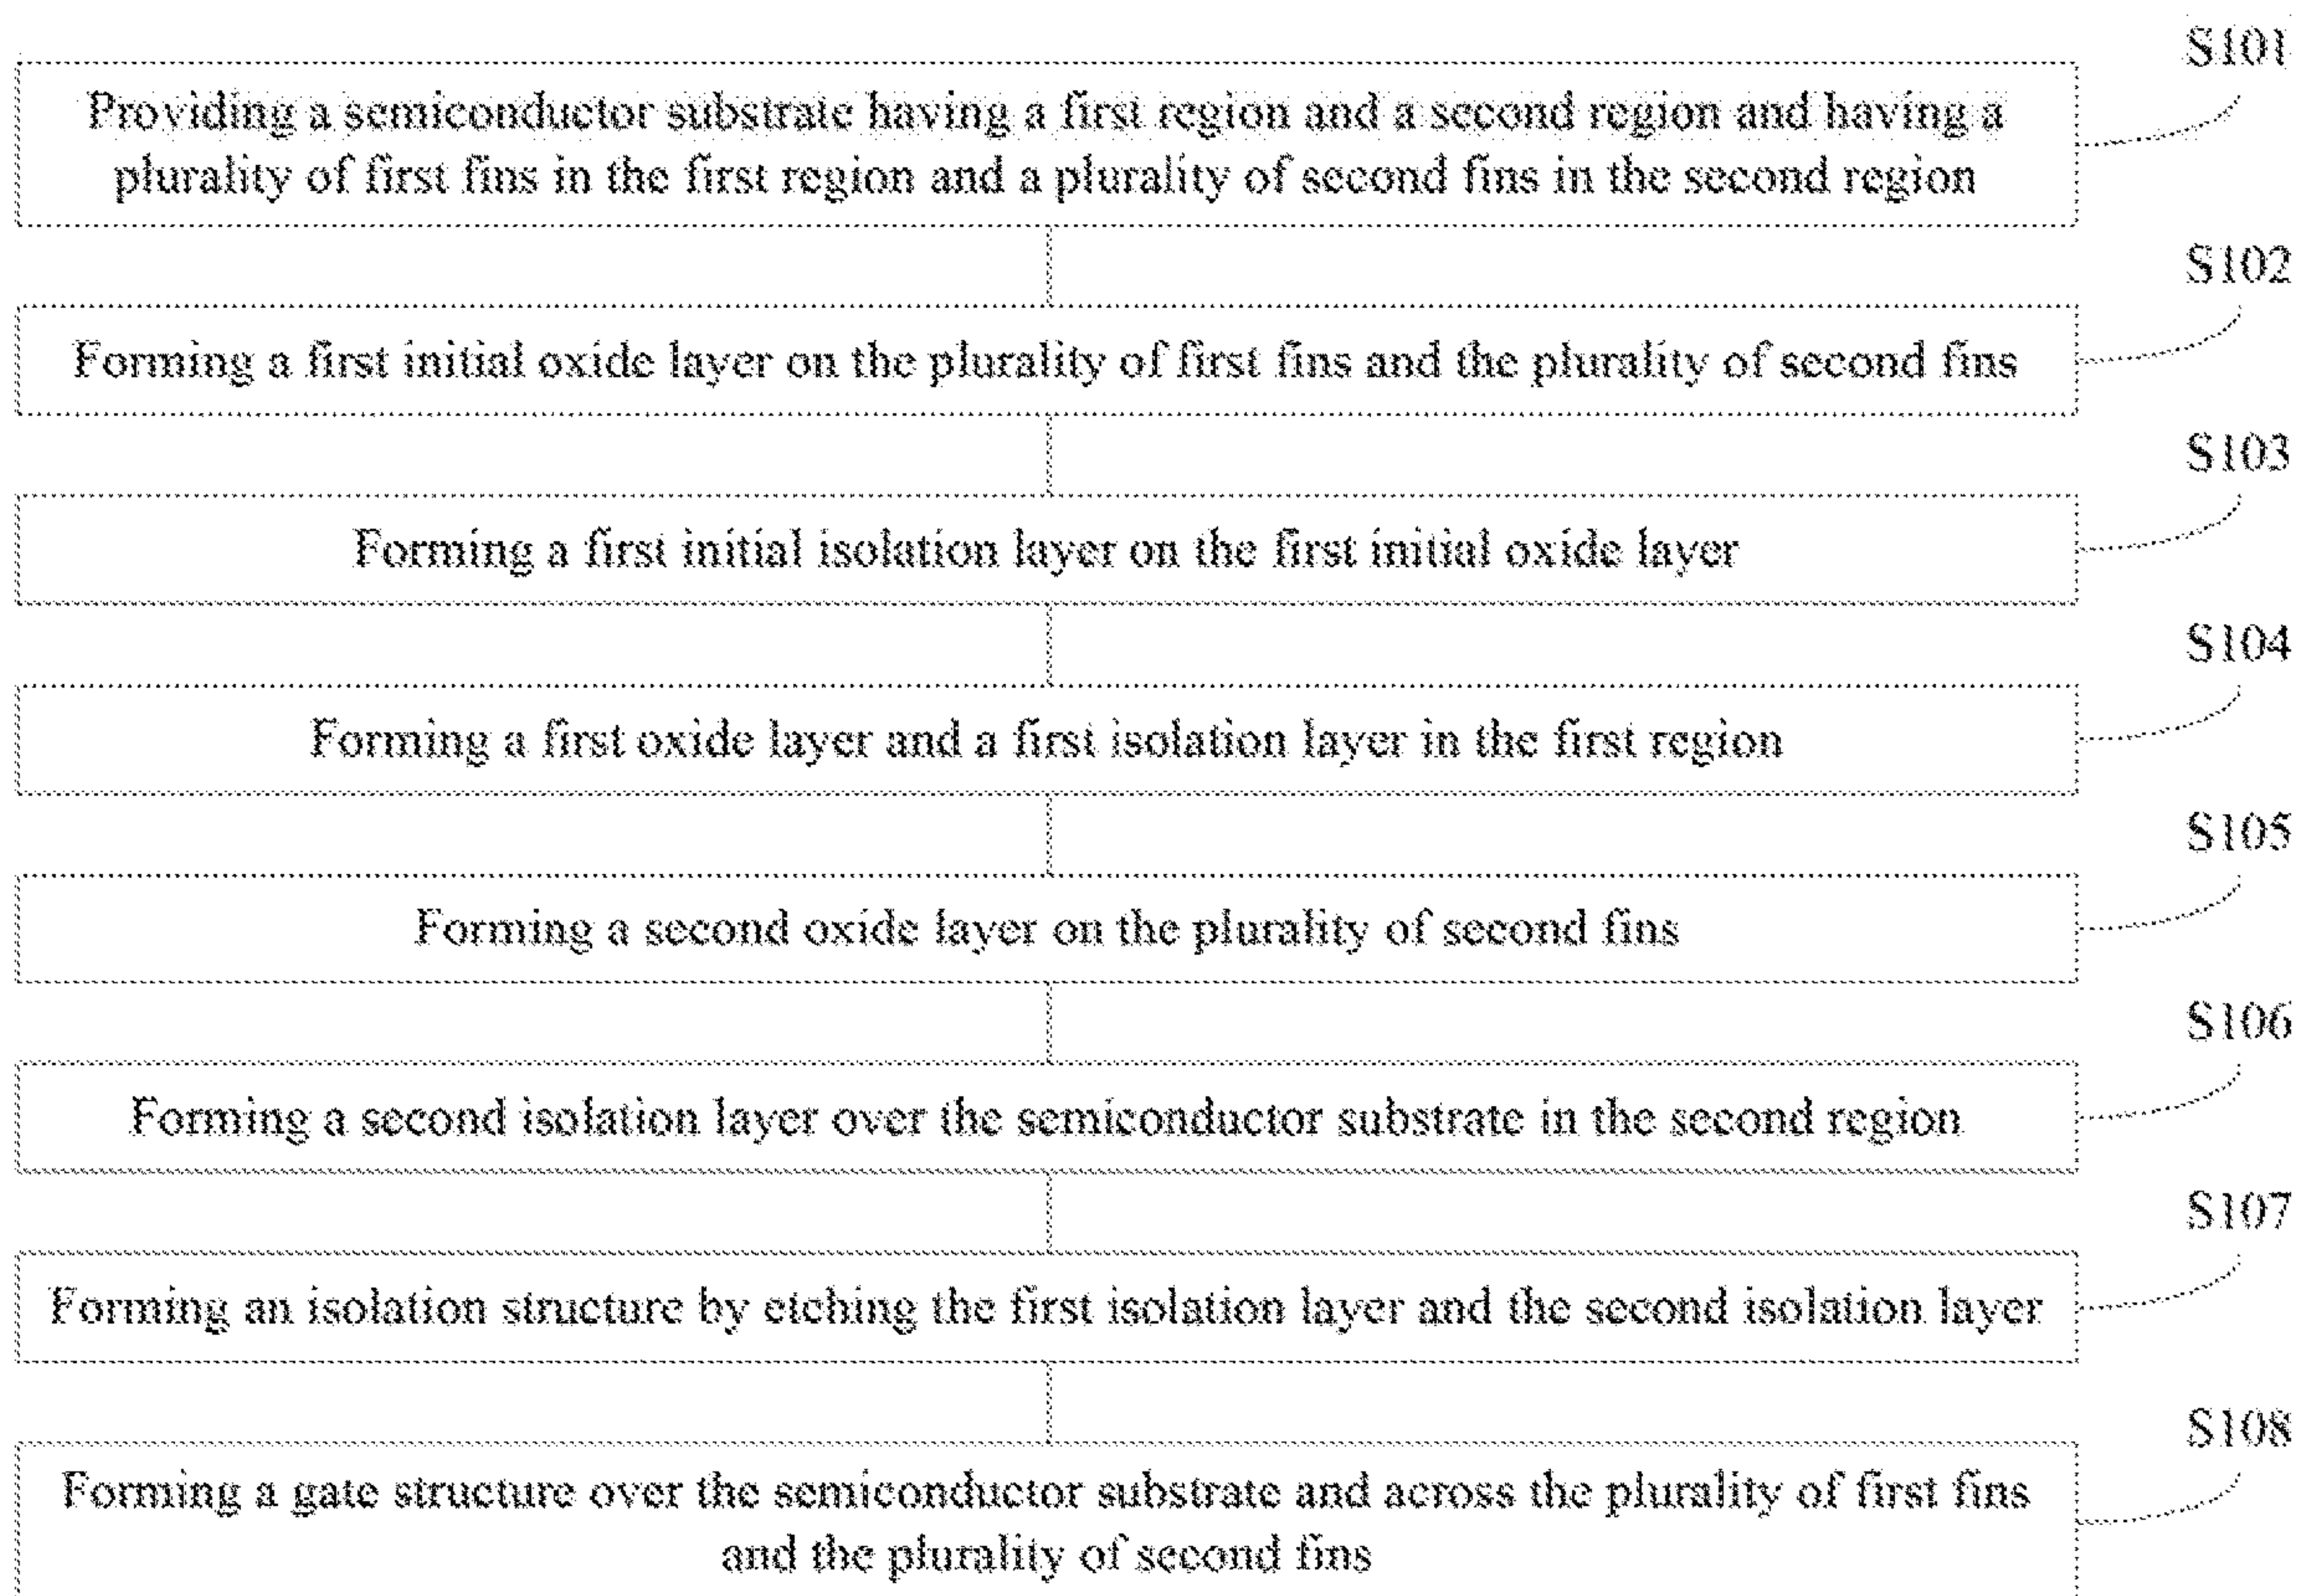 S101
Providing a semiconductor substrate having a first region and a second region and having a
plurality of first fins in the first region and a plurality of second fins in the second region
S102
Forming a first initial oxide layer on the plurality of first fins and the plurality of second fins
S103
Forming a first initial isolation layer on the first initial oxide layer
S104
Forming a first oxide layer and a first isolation layer in the first region
S105
Forming a second oxide layer on the plurality of second fins
S106
Forming a second isolation layer over the semiconductor substrate in the second region
S107
Forming an isolation structure by etching the first isolation layer and the second isolation layer
S108
Forming a gate structure over the semiconductor substrate and across the plurality of first fins
and the plurality of second fins